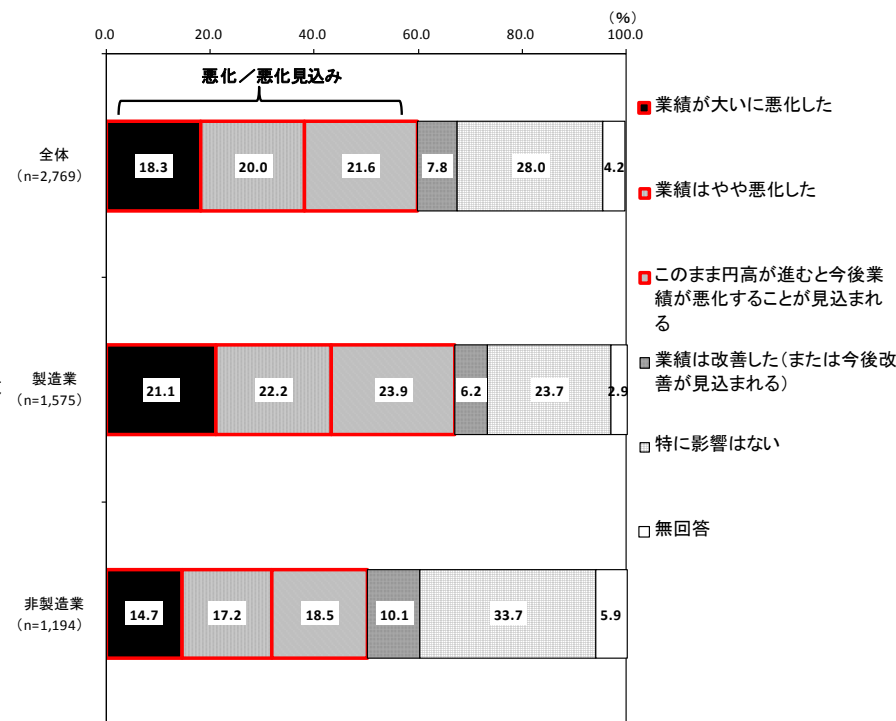 （%）
0.0 20.0 40.0 60.0 80.0 100.0
悪化／悪化見込み
全体
（n=2,769）
18.3 20.0 21.6 7.8 28.0 4.2
製造業
（n=1,575）
21.1 22.2 23.9 6.2 23.7 2.9
非製造業
（n=1,194）
14.7 17.2 18.5 10.1 33.7 5.9
業績が大いに悪化した
業績はやや悪化した
このまま円高が進むと今後業
績が悪化することが見込まれ
る
業績は改善した（または今後改
善が見込まれる）
特に影響はない
無回答